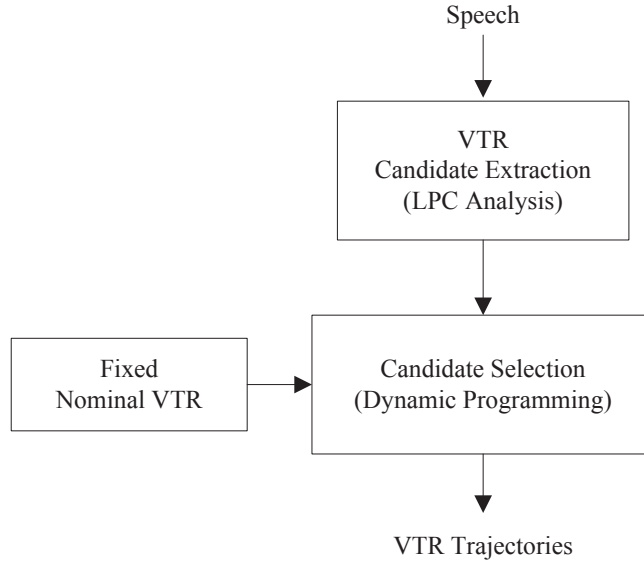 Speech
VTR
Candidate Extraction
(LPC Analysis)
Fixed
Nominal VTR
Candidate Selection
(Dynamic Programming)
VTR Trajectories